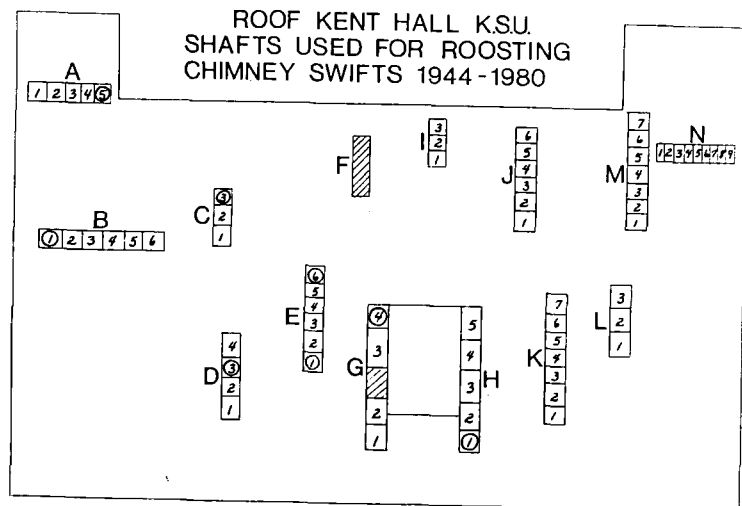 ROOF KENT HALL K.S.U.
SHAFTS USED FOR ROOSTING
CHIMNEY SWIFTS 1944-1980
A
1 2 3 4 5
I
3
2
1
F
J
6
5
4
3
2
1
M
7
6
5
4
3
2
1
N
1 2 3 4 5 6 7 8 9
C
3
2
1
B
1 2 3 4 5 6
E
6
5
4
3
2
1
D
4
3
2
1
G
4
3
2
1
H
5
4
3
2
1
K
7
6
5
4
3
2
1
L
3
2
1